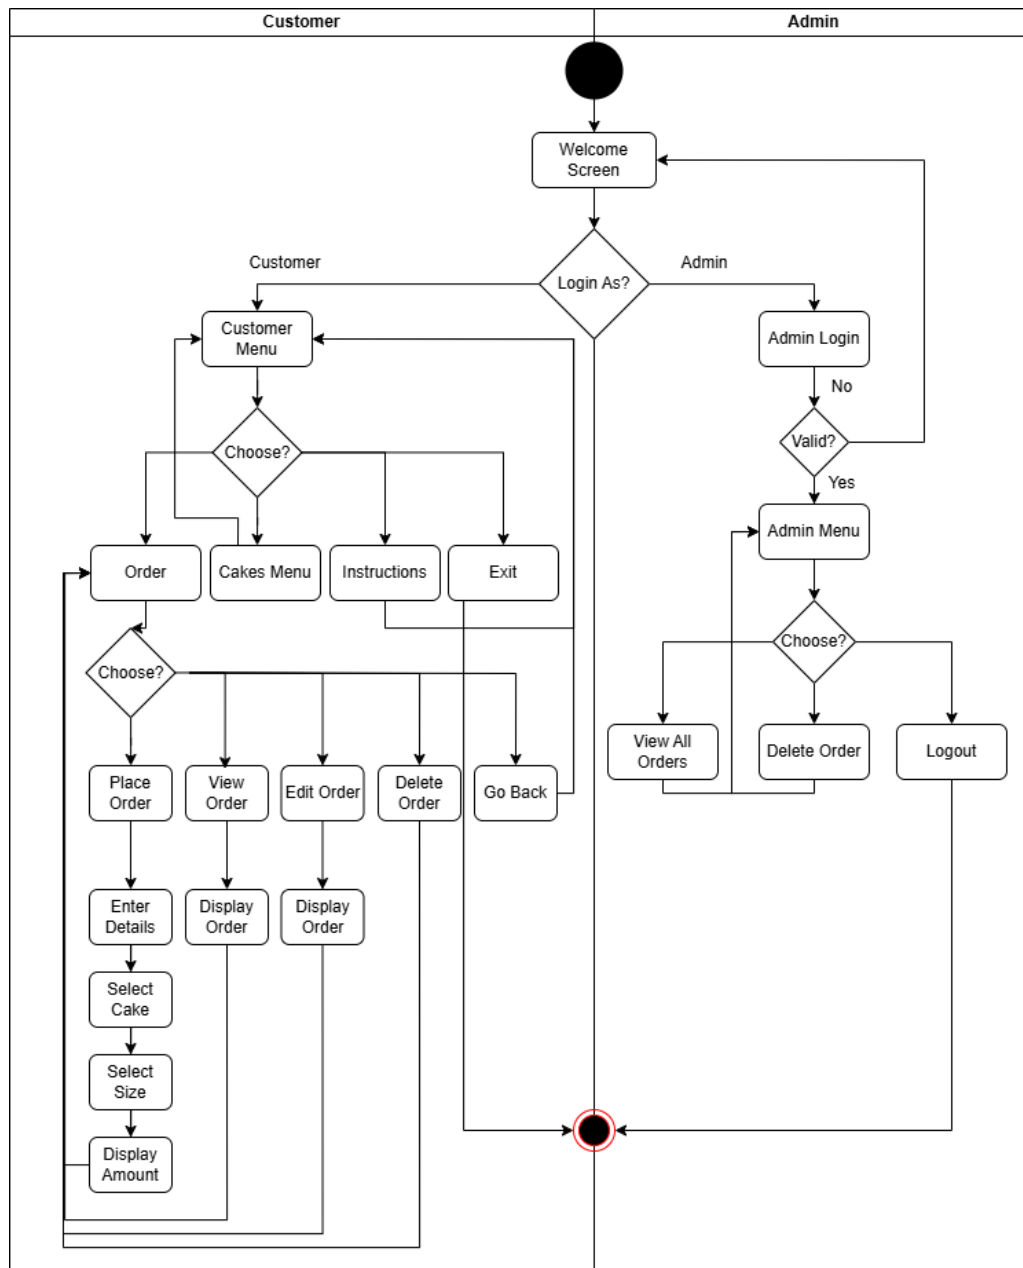 Customer
Admin
Welcome
Screen
Login As?
Customer
Admin
Customer
Menu
Admin Login
No
Choose?
Valid?
Yes
Admin Menu
Order
Cakes Menu
Instructions
Exit
Choose?
Choose?
View All
Orders
Delete Order
Logout
Place
Order
View
Order
Edit Order
Delete
Order
Go Back
Enter
Details
Display
Order
Display
Order
Select
Cake
Select
Size
Display
Amount